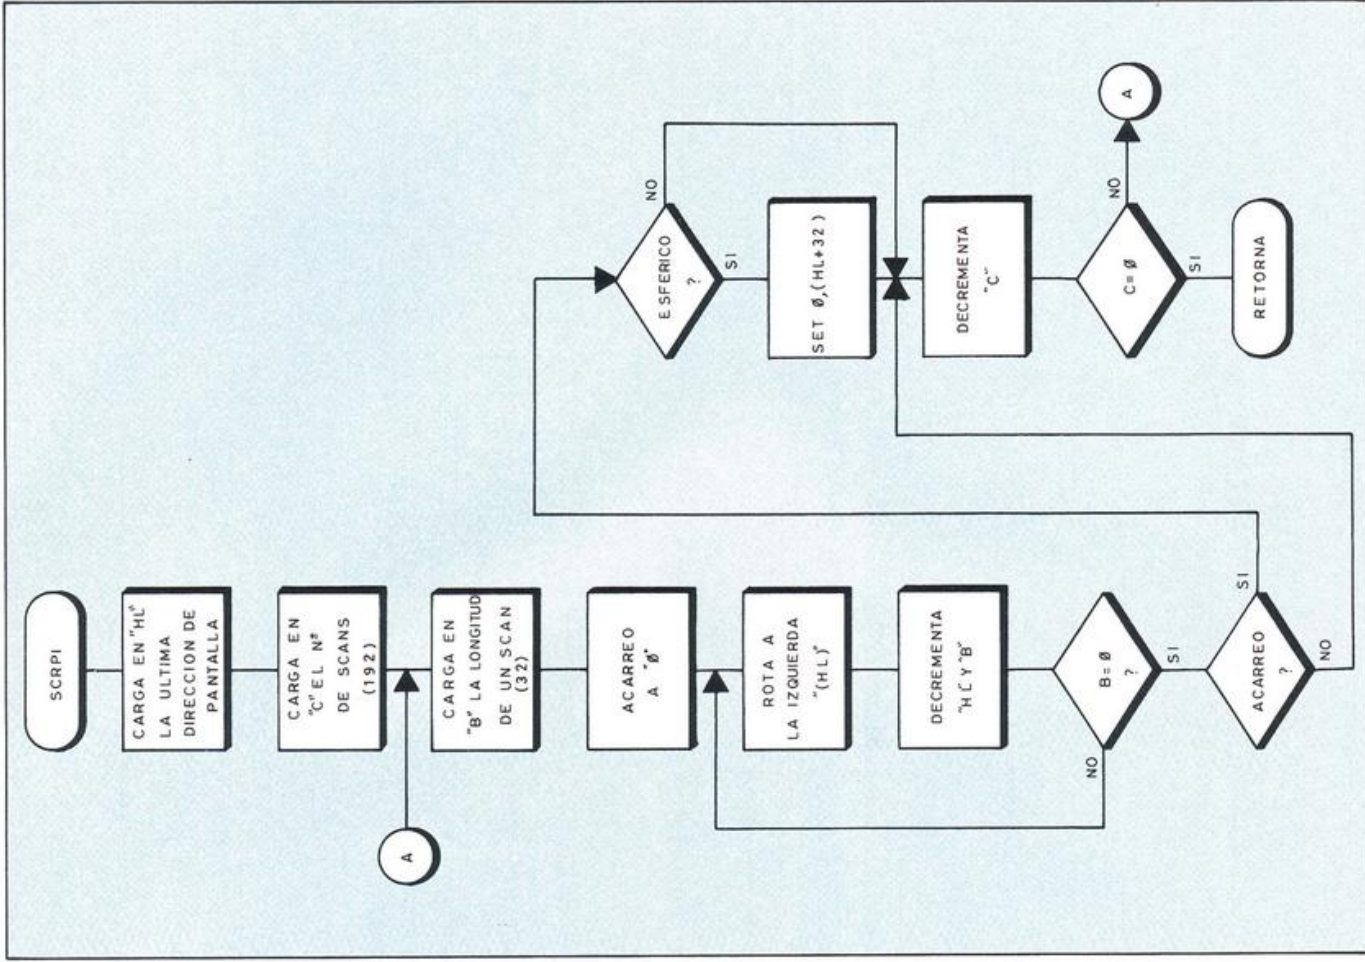 SCRPI
CARGA EN "HL"
LA ULTIMA
DIRECCION DE
PANTALLA
CARGA EN
"C" EL Nº
DE SCANS
(192)
A
CARGA EN
"B" LA LONGITUD
DE UN SCAN
(32)
ACARREO
A "Ø"
ROTA A
LA IZQUIERDA
"(HL)"
DECREMENTA
"HL" Y "B"
B=Ø
?
NO
SI
ACARREO
?
SI
NO
ESFERICO
?
NO
SI
SET Ø,(HL+32)
DECREMENTA
"C"
C=Ø
NO
A
SI
RETORNA